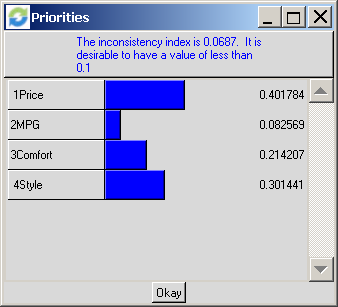 Priorities
The inconsistency index is 0.0687. It is
desirable to have a value of less than
0.1
1Price 0.401784
2MPG 0.082569
3Comfort 0.214207
4Style 0.301441
Okay